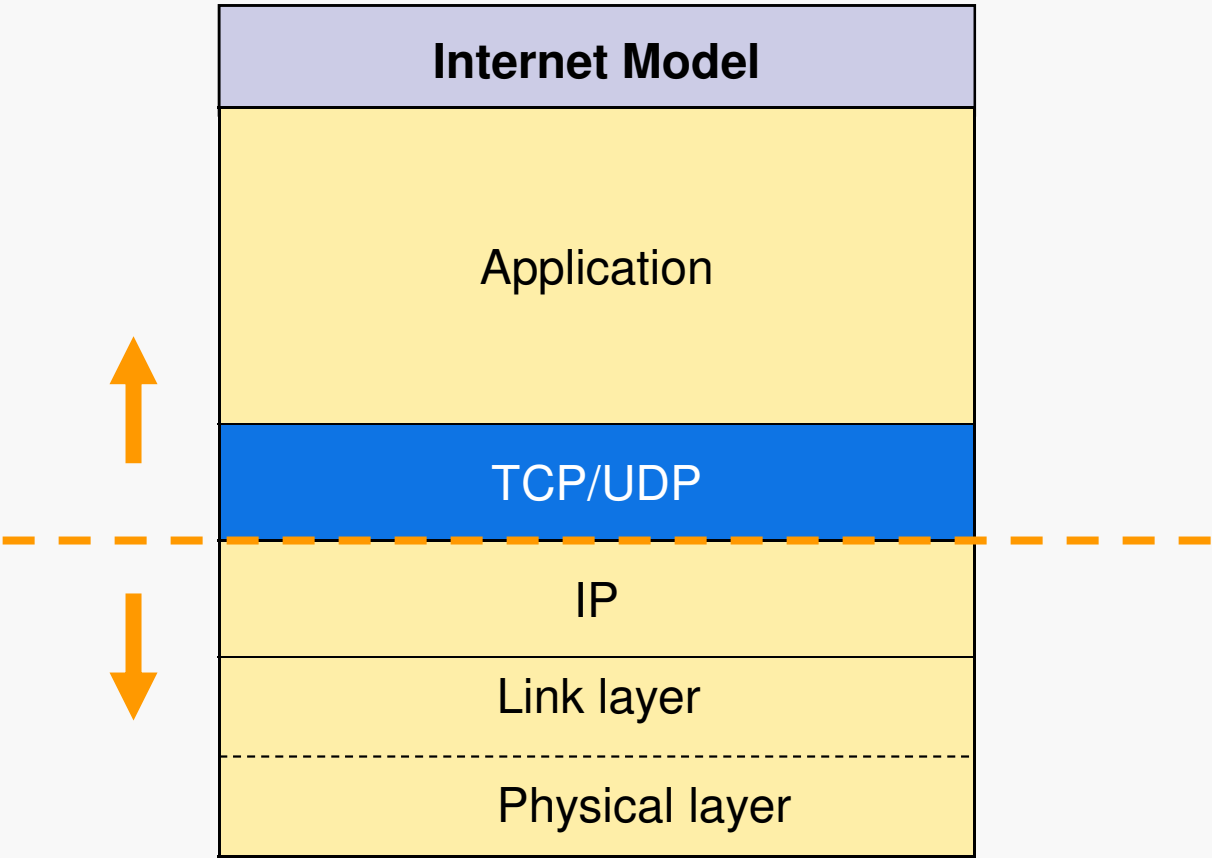 Internet Model
Application
TCP/UDP
IP
Link layer
Physical layer